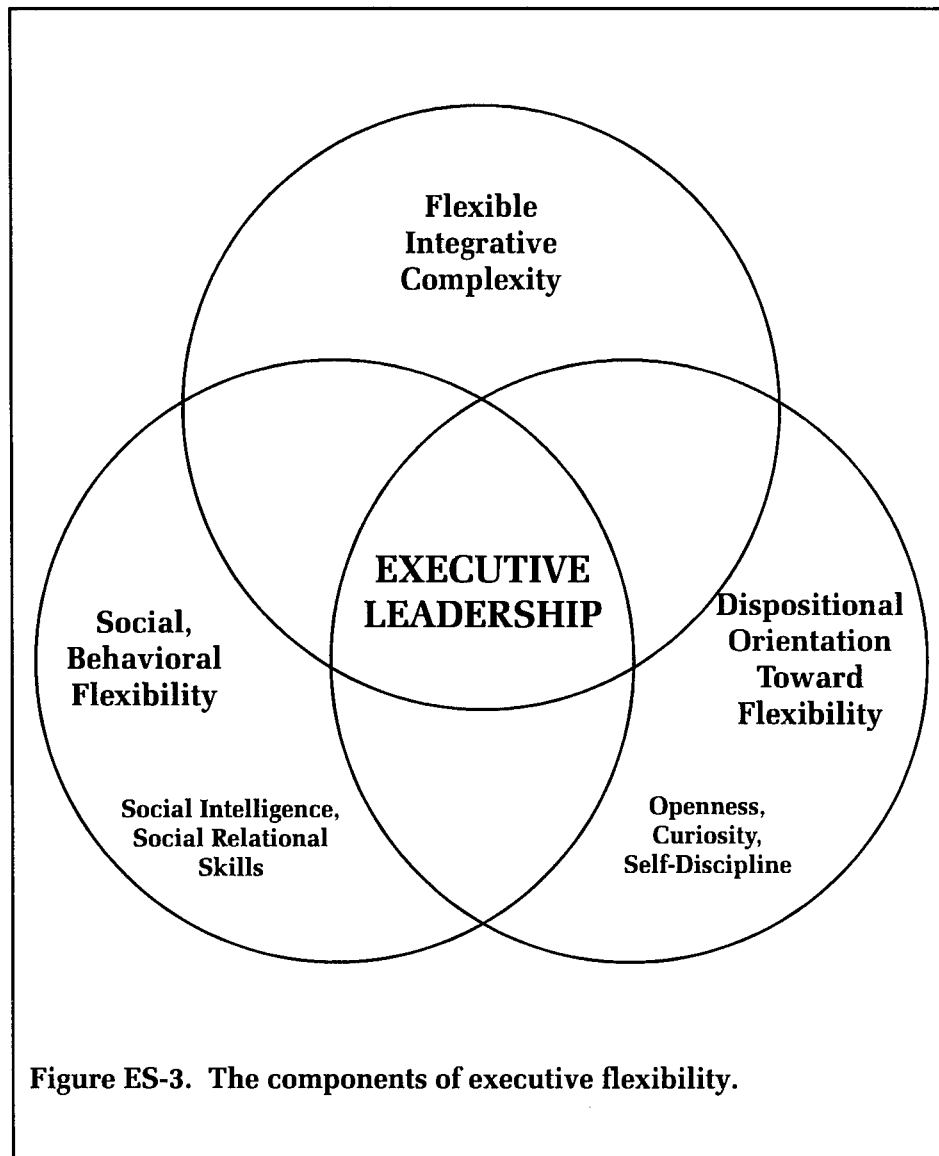 Flexible
Integrative
Complexity
EXECUTIVE
LEADERSHIP
Social,
Behavioral
Flexibility
Dispositional
Orientation
Toward
Flexibility
Social Intelligence,
Social Relational
Skills
Openness,
Curiosity,
Self-Discipline
Figure ES-3. The components of executive flexibility.